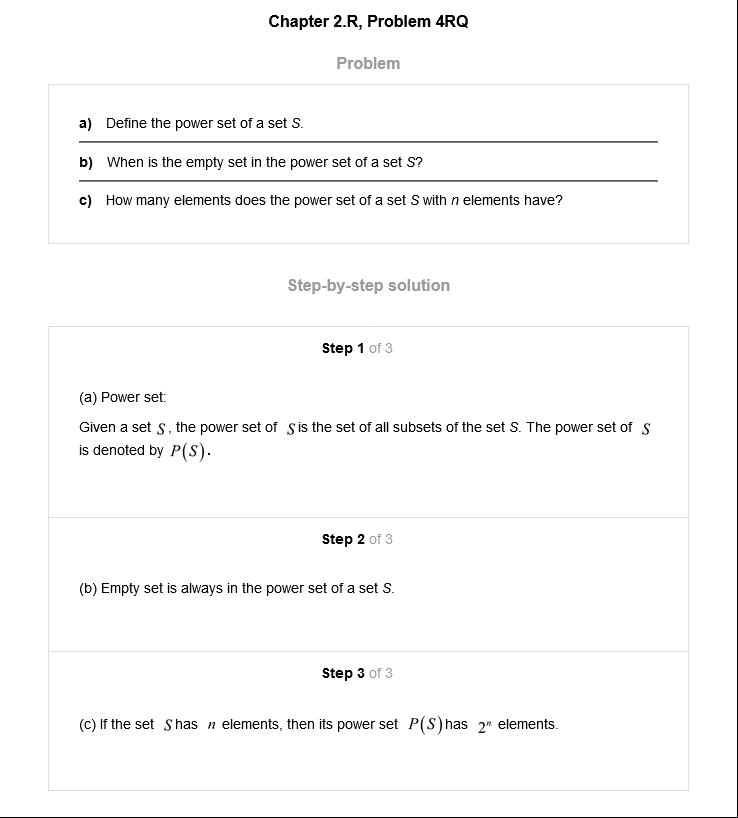 Chapter 2.R, Problem 4RQ
Problem
a) Define the power set of a set S.
b) When is the empty set in the power set of a set S?
c) How many elements does the power set of a set S with n elements have?
Step-by-step solution
Step 1 of 3
(a) Power set:
Given a set S, the power set of S is the set of all subsets of the set S. The power set of S
is denoted by P(S).
Step 2 of 3
(b) Empty set is always in the power set of a set S.
Step 3 of 3
(c) If the set S has n elements, then its power set P(S) has 2ⁿ elements.